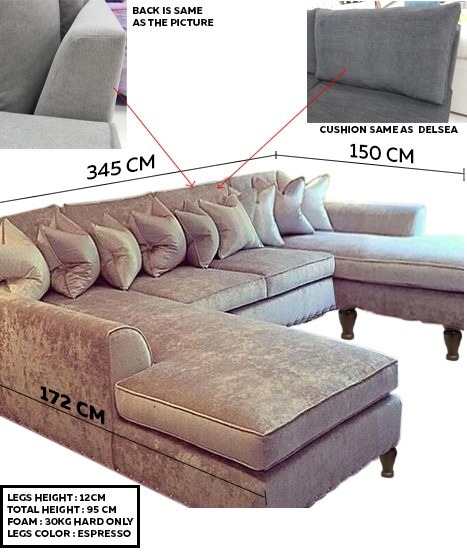 BACK IS SAME
AS THE PICTURE
CUSHION SAME AS DELSEA
345 CM
150 CM
172 CM
LEGS HEIGHT : 12CM
TOTAL HEIGHT : 95 CM
FOAM : 30KG HARD ONLY
LEGS COLOR : ESPRESSO